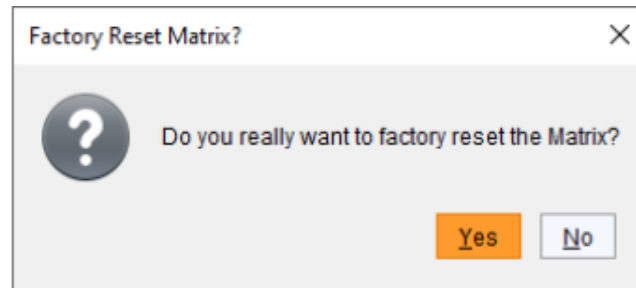 Factory Reset Matrix?
Do you really want to factory reset the Matrix?
Yes No